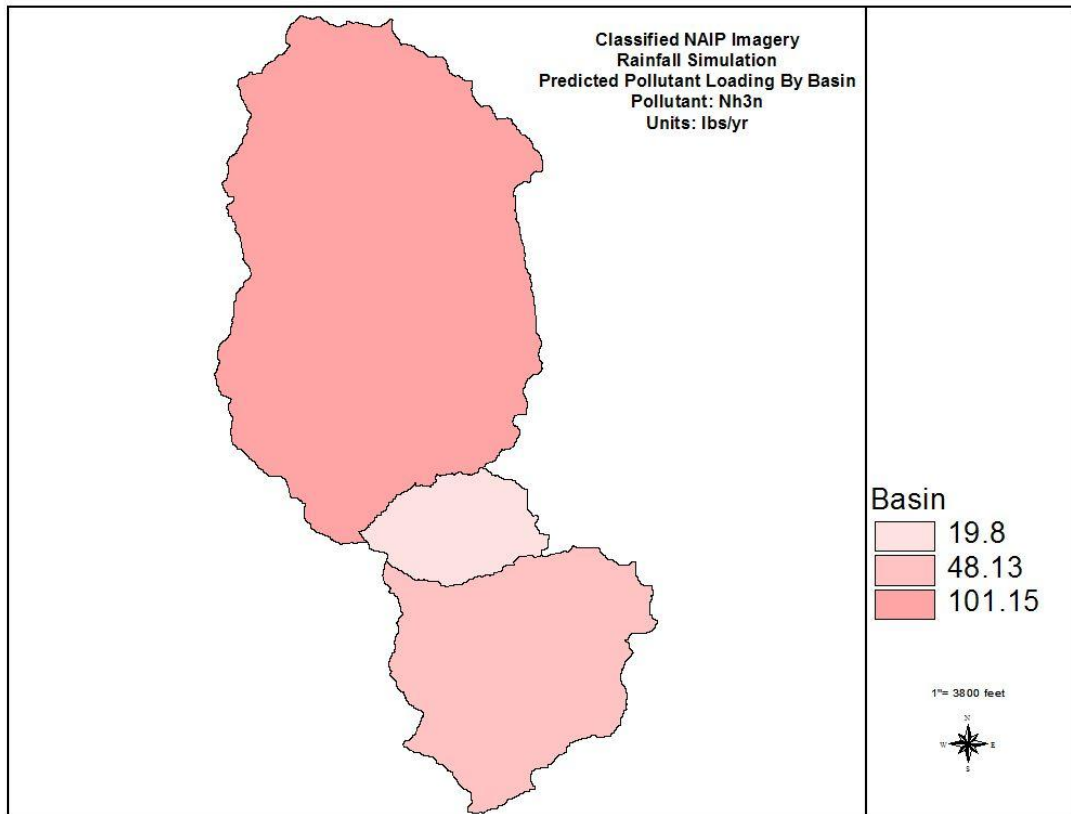 Classified NAIP Imagery
Rainfall Simulation
Predicted Pollutant Loading By Basin
Pollutant: Nh3n
Units: lbs/yr
Basin
19.8
48.13
101.15
1"= 3800 feet
N
W E
S